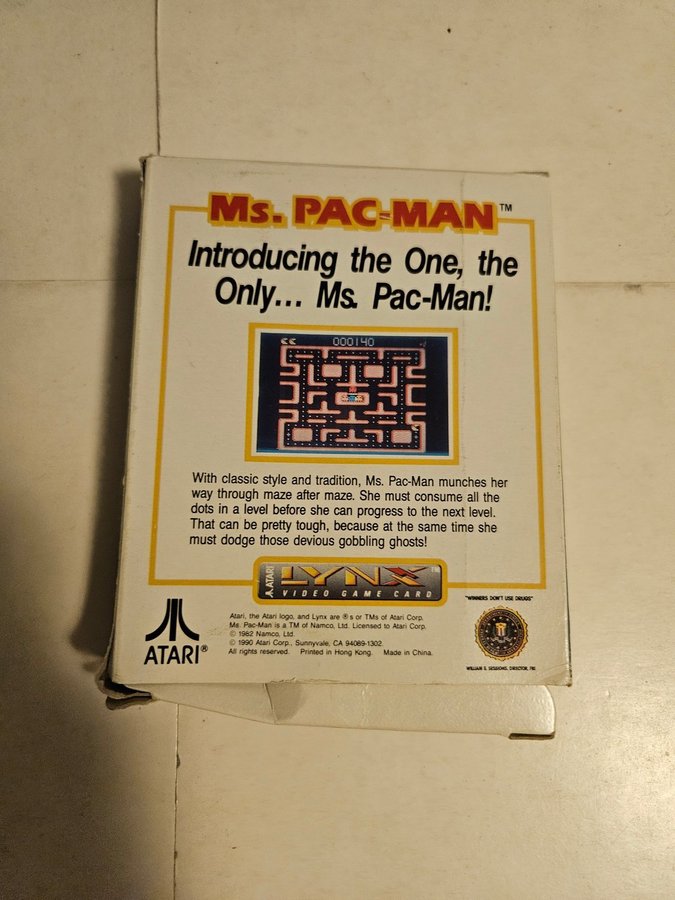 Ms. PAC-MAN™
Introducing the One, the
Only... Ms. Pac-Man!
000140
With classic style and tradition, Ms. Pac-Man munches her
way through maze after maze. She must consume all the
dots in a level before she can progress to the next level.
That can be pretty tough, because at the same time she
must dodge those devious gobbling ghosts!
ATARI LYNX™
VIDEO GAME CARD
ATARI®
Atari, the Atari logo, and Lynx are ®s or TMs of Atari Corp.
Ms. Pac-Man is a TM of Namco, Ltd. Licensed to Atari Corp.
© 1982 Namco, Ltd.
© 1990 Atari Corp., Sunnyvale, CA 94089-1302.
All rights reserved. Printed in Hong Kong. Made in China.
"WINNERS DON'T USE DRUGS"
WILLIAM S. SESSIONS, DIRECTOR, FBI